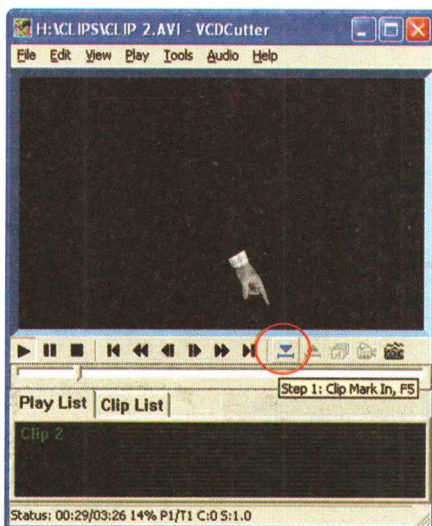 H:\CLIPS\CLIP 2.AVI - VCDCutter
File Edit View Play Tools Audio Help
Step 1: Clip Mark In, F5
Play List Clip List
Clip 2
Status: 00:29/03:26 14% P1/T1 C:0 S:1.0